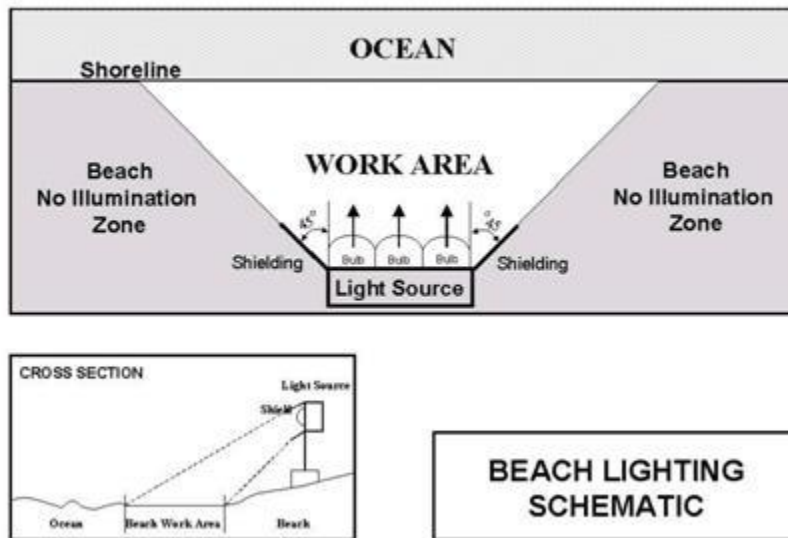 OCEAN
Shoreline
WORK AREA
Beach
No Illumination
Zone
Beach
No Illumination
Zone
45°
°45
Shielding
Bulb
Bulb
Bulb
Shielding
Light Source
CROSS SECTION
Light Source
Shield
Ocean
Beach Work Area
Beach
BEACH LIGHTING
SCHEMATIC